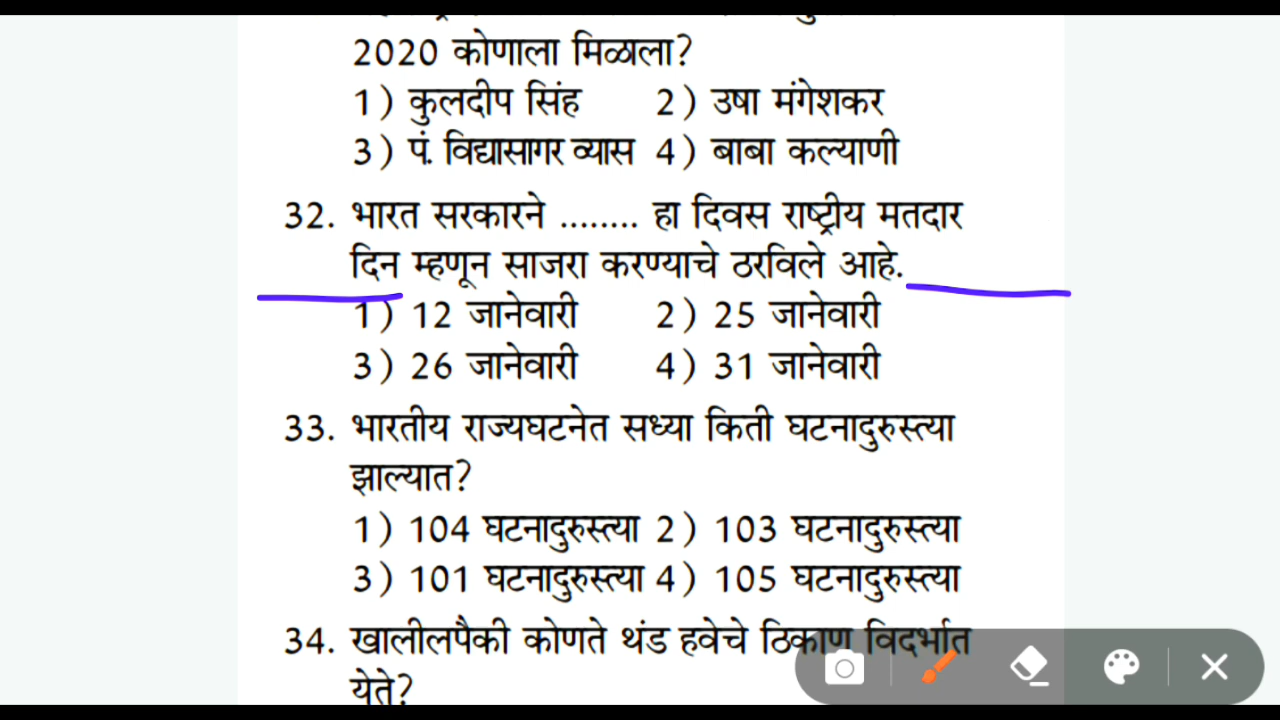 2020 कोणाला मिळाला?
1) कुलदीप सिंह 2) उषा मंगेशकर
3) पं. विद्यासागर व्यास 4) बाबा कल्याणी
32. भारत सरकारने ........ हा दिवस राष्ट्रीय मतदार
दिन म्हणून साजरा करण्याचे ठरविले आहे.
1) 12 जानेवारी 2) 25 जानेवारी
3) 26 जानेवारी 4) 31 जानेवारी
33. भारतीय राज्यघटनेत सध्या किती घटनादुरुस्त्या
झाल्यात?
1) 104 घटनादुरुस्त्या 2) 103 घटनादुरुस्त्या
3) 101 घटनादुरुस्त्या 4) 105 घटनादुरुस्त्या
34. खालीलपैकी कोणते थंड हवेचे ठिकाण विदर्भात
येते?